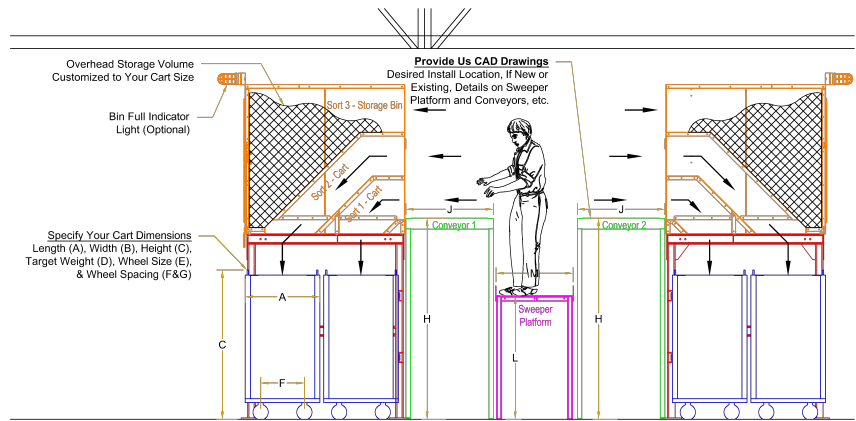 Overhead Storage Volume
Customized to Your Cart Size
Bin Full Indicator
Light (Optional)
Specify Your Cart Dimensions
Length (A), Width (B), Height (C),
Target Weight (D), Wheel Size (E),
& Wheel Spacing (F&G)
Provide Us CAD Drawings
Desired Install Location, If New or
Existing, Details on Sweeper
Platform and Conveyors, etc.
Sort 3 - Storage Bin
Sort 2 - Cart
Sort 1 - Cart
J
J
Conveyor 1
Conveyor 2
M
Sweeper
Platform
A
C
F
H
L
H